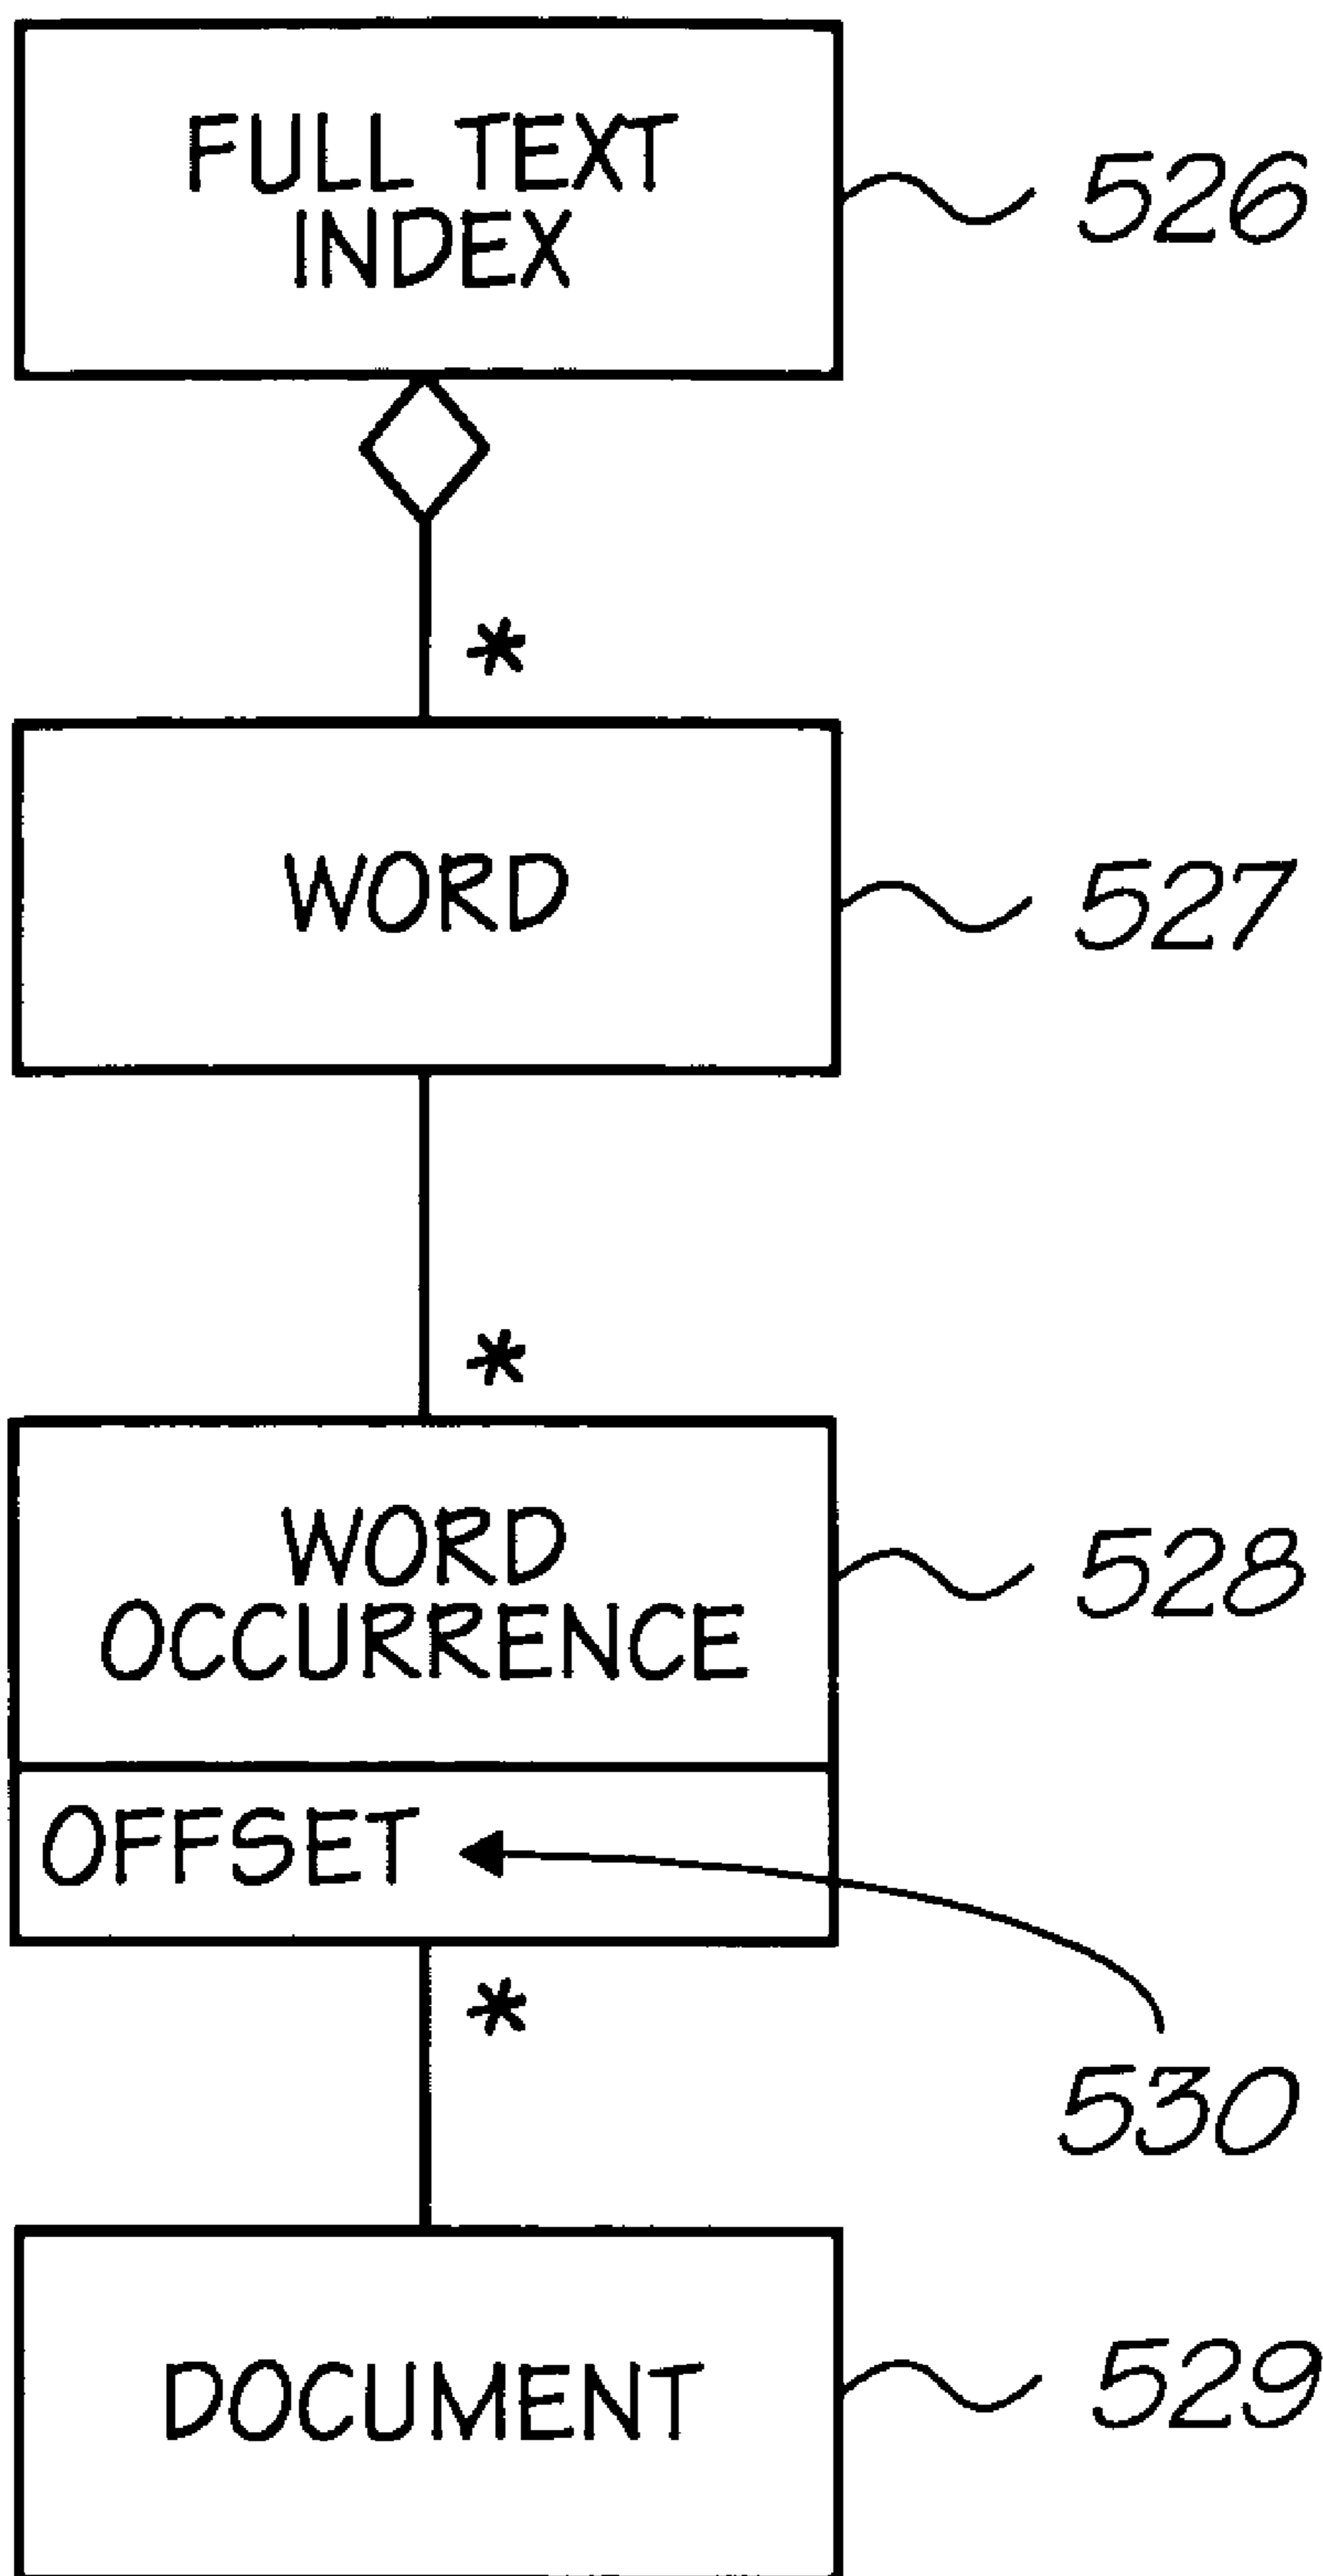 FULL TEXT
INDEX
526
*
WORD
527
*
WORD
OCCURRENCE
528
OFFSET
*
530
DOCUMENT
529